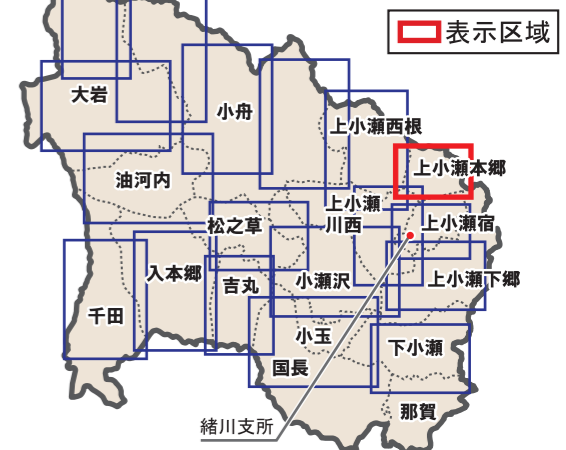 表示区域
大岩
小舟
上小瀬西根
上小瀬本郷
油河内
上小瀬
川西
松之草
上小瀬宿
入本郷
吉丸
小瀬沢
上小瀬下郷
千田
小玉
下小瀬
国長
那賀
緒川支所